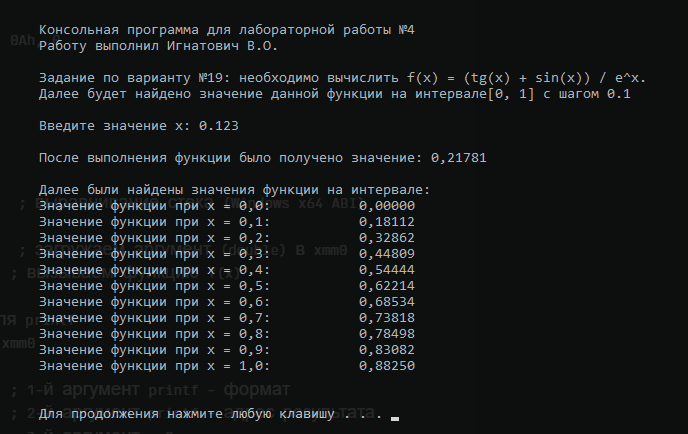 Консольная программа для лабораторной работы №4
Работу выполнил Игнатович В.О.
Задание по варианту №19: необходимо вычислить f(x) = (tg(x) + sin(x)) / e^x.
Далее будет найдено значение данной функции на интервале[0, 1] с шагом 0.1
Введите значение x: 0.123
После выполнения функции было получено значение: 0,21781
Далее были найдены значения функции на интервале:
Значение функции при x = 0,0: 0,00000
Значение функции при x = 0,1: 0,18112
Значение функции при x = 0,2: 0,32862
Значение функции при x = 0,3: 0,44809
Значение функции при x = 0,4: 0,54444
Значение функции при x = 0,5: 0,62214
Значение функции при x = 0,6: 0,68534
Значение функции при x = 0,7: 0,73818
Значение функции при x = 0,8: 0,78498
Значение функции при x = 0,9: 0,83082
Значение функции при x = 1,0: 0,88250
; 1-й аргумент printf - формат
Для продолжения нажмите любую клавишу . . .